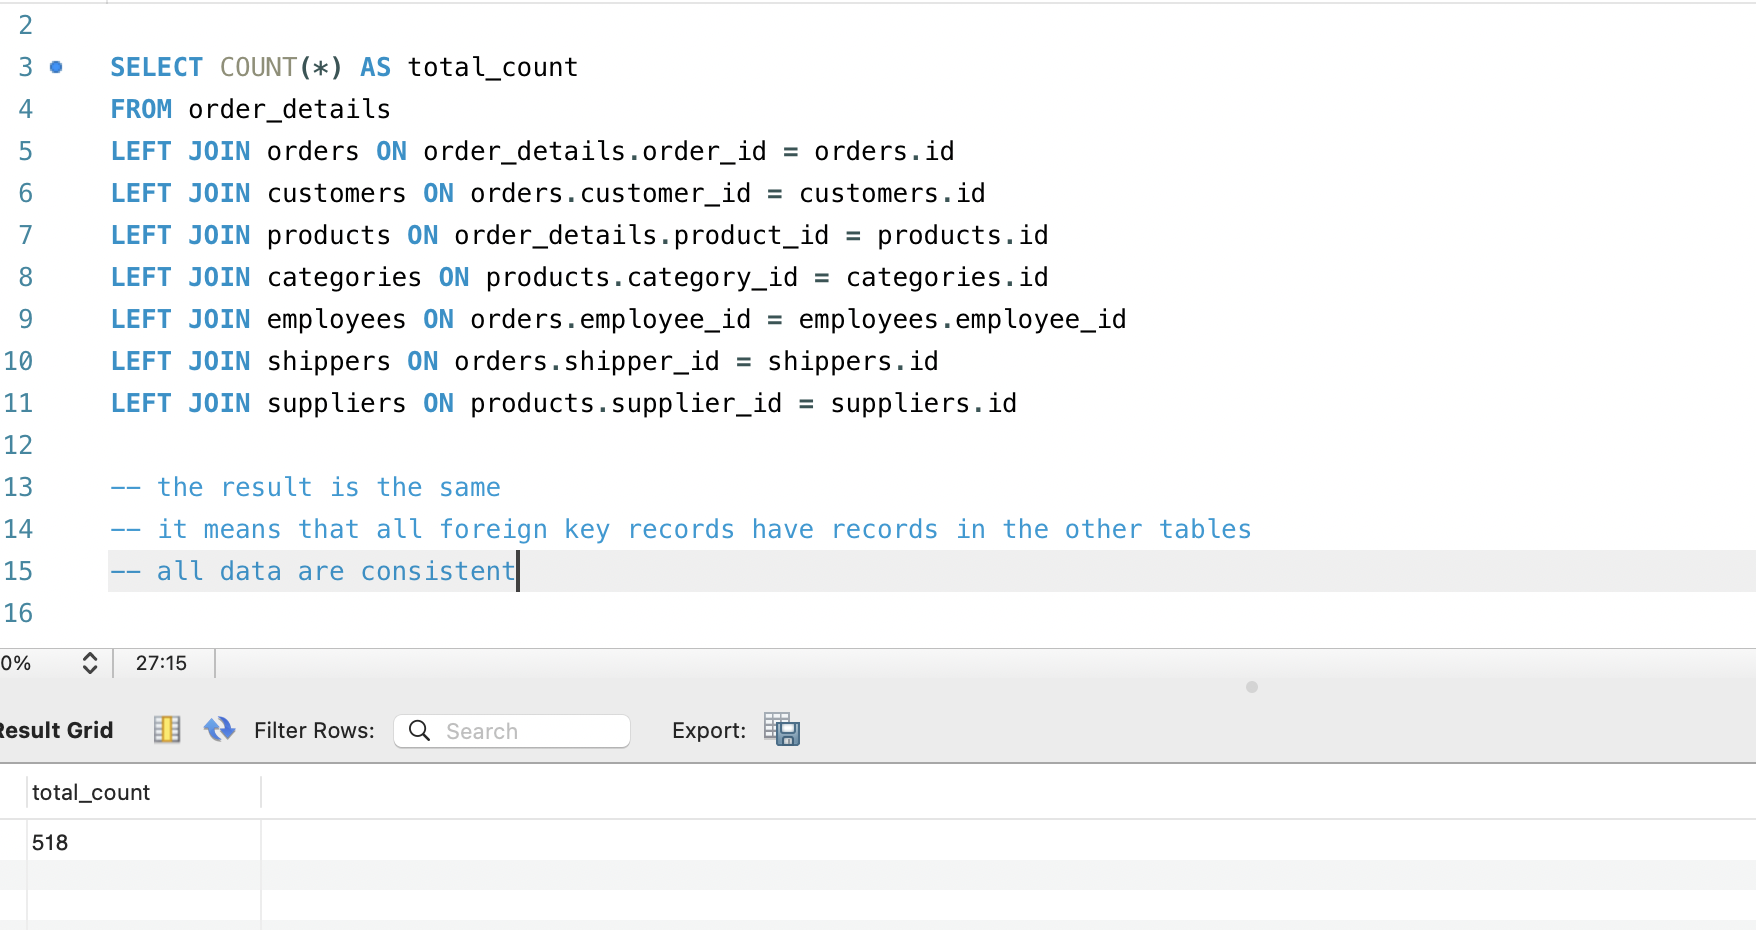 2
3 SELECT COUNT(*) AS total_count
4 FROM order_details
5 LEFT JOIN orders ON order_details.order_id = orders.id
6 LEFT JOIN customers ON orders.customer_id = customers.id
7 LEFT JOIN products ON order_details.product_id = products.id
8 LEFT JOIN categories ON products.category_id = categories.id
9 LEFT JOIN employees ON orders.employee_id = employees.employee_id
10 LEFT JOIN shippers ON orders.shipper_id = shippers.id
11 LEFT JOIN suppliers ON products.supplier_id = suppliers.id
12
13 -- the result is the same
14 -- it means that all foreign key records have records in the other tables
15 -- all data are consistent
16
0% 27:15
Result Grid Filter Rows: Search Export:
total_count
518